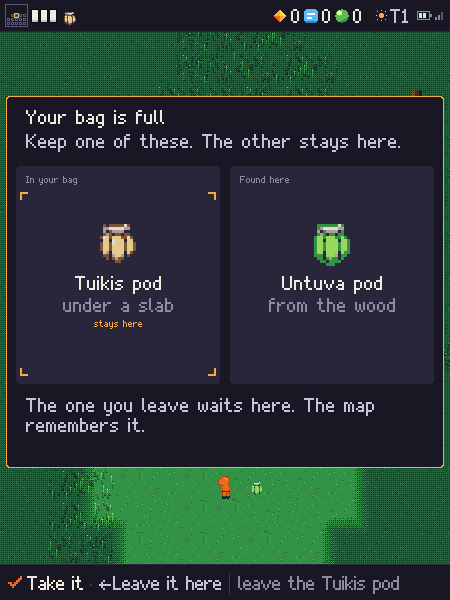 0 0 0 T1
Your bag is full
Keep one of these. The other stays here.
In your bag
Tuikis pod
under a slab
stays here
Found here
Untuva pod
from the wood
The one you leave waits here. The map
remembers it.
Take it · ←Leave it here leave the Tuikis pod